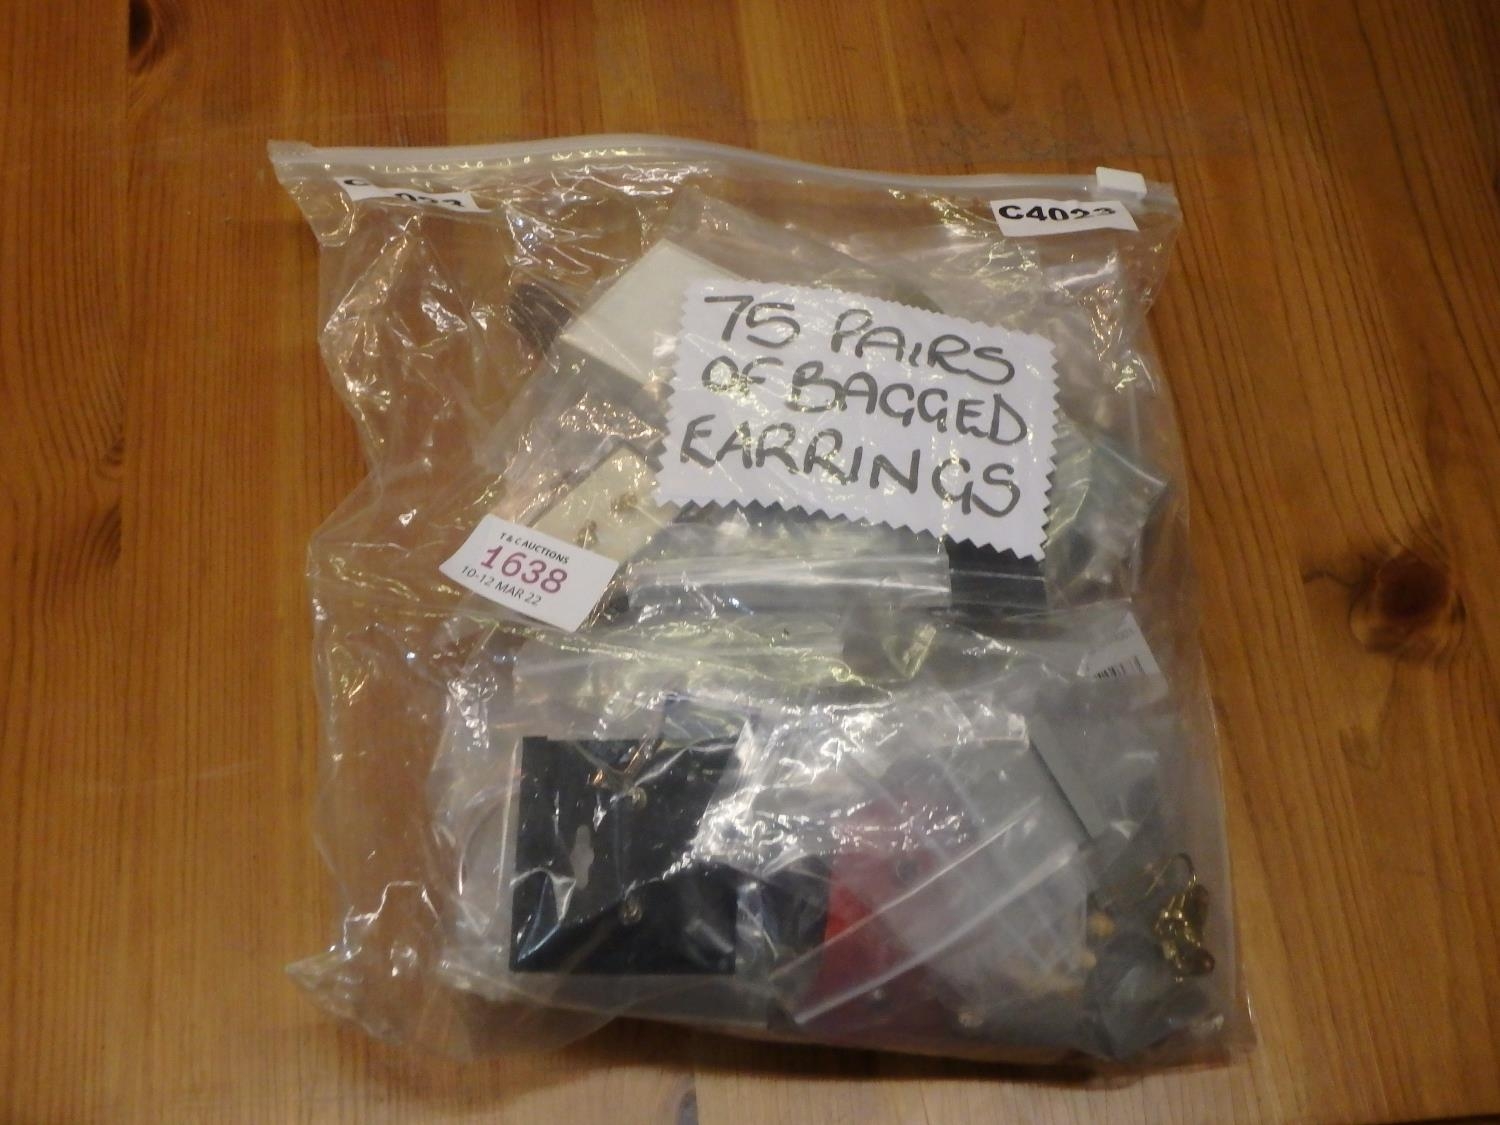 C4023
75 PAIRS
OF BAGGED
EARRINGS
T & C AUCTIONS
1638
10-12 MAR 22